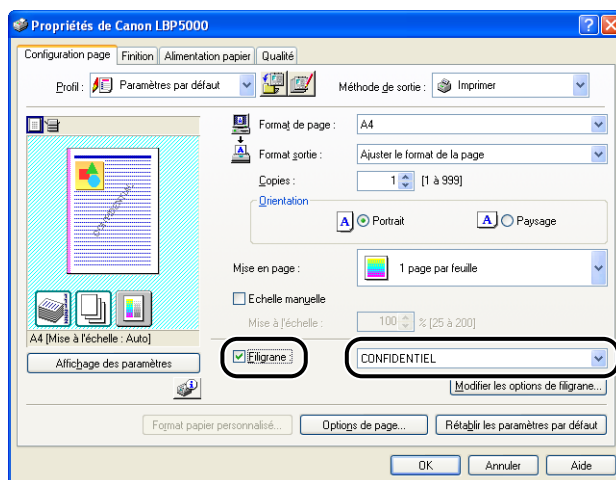 Propriétés de Canon LBP5000
Configuration page Finition Alimentation papier Qualité
Profil : Paramètres par défaut Méthode de sortie : Imprimer
Format de page : A4
Format sortie : Ajuster le format de la page
Copies : 1 [1 à 999]
Orientation
A Portrait A Paysage
Mise en page : 1 page par feuille
Echelle manuelle
Mise à l'échelle : 100 % [25 à 200]
CONFIDENTIEL
A4 [Mise à l'échelle : Auto]
Affichage des paramètres
Filigrane : CONFIDENTIEL
Modifier les options de filigrane...
Format papier personnalisé... Options de page... Rétablir les paramètres par défaut
OK Annuler Aide